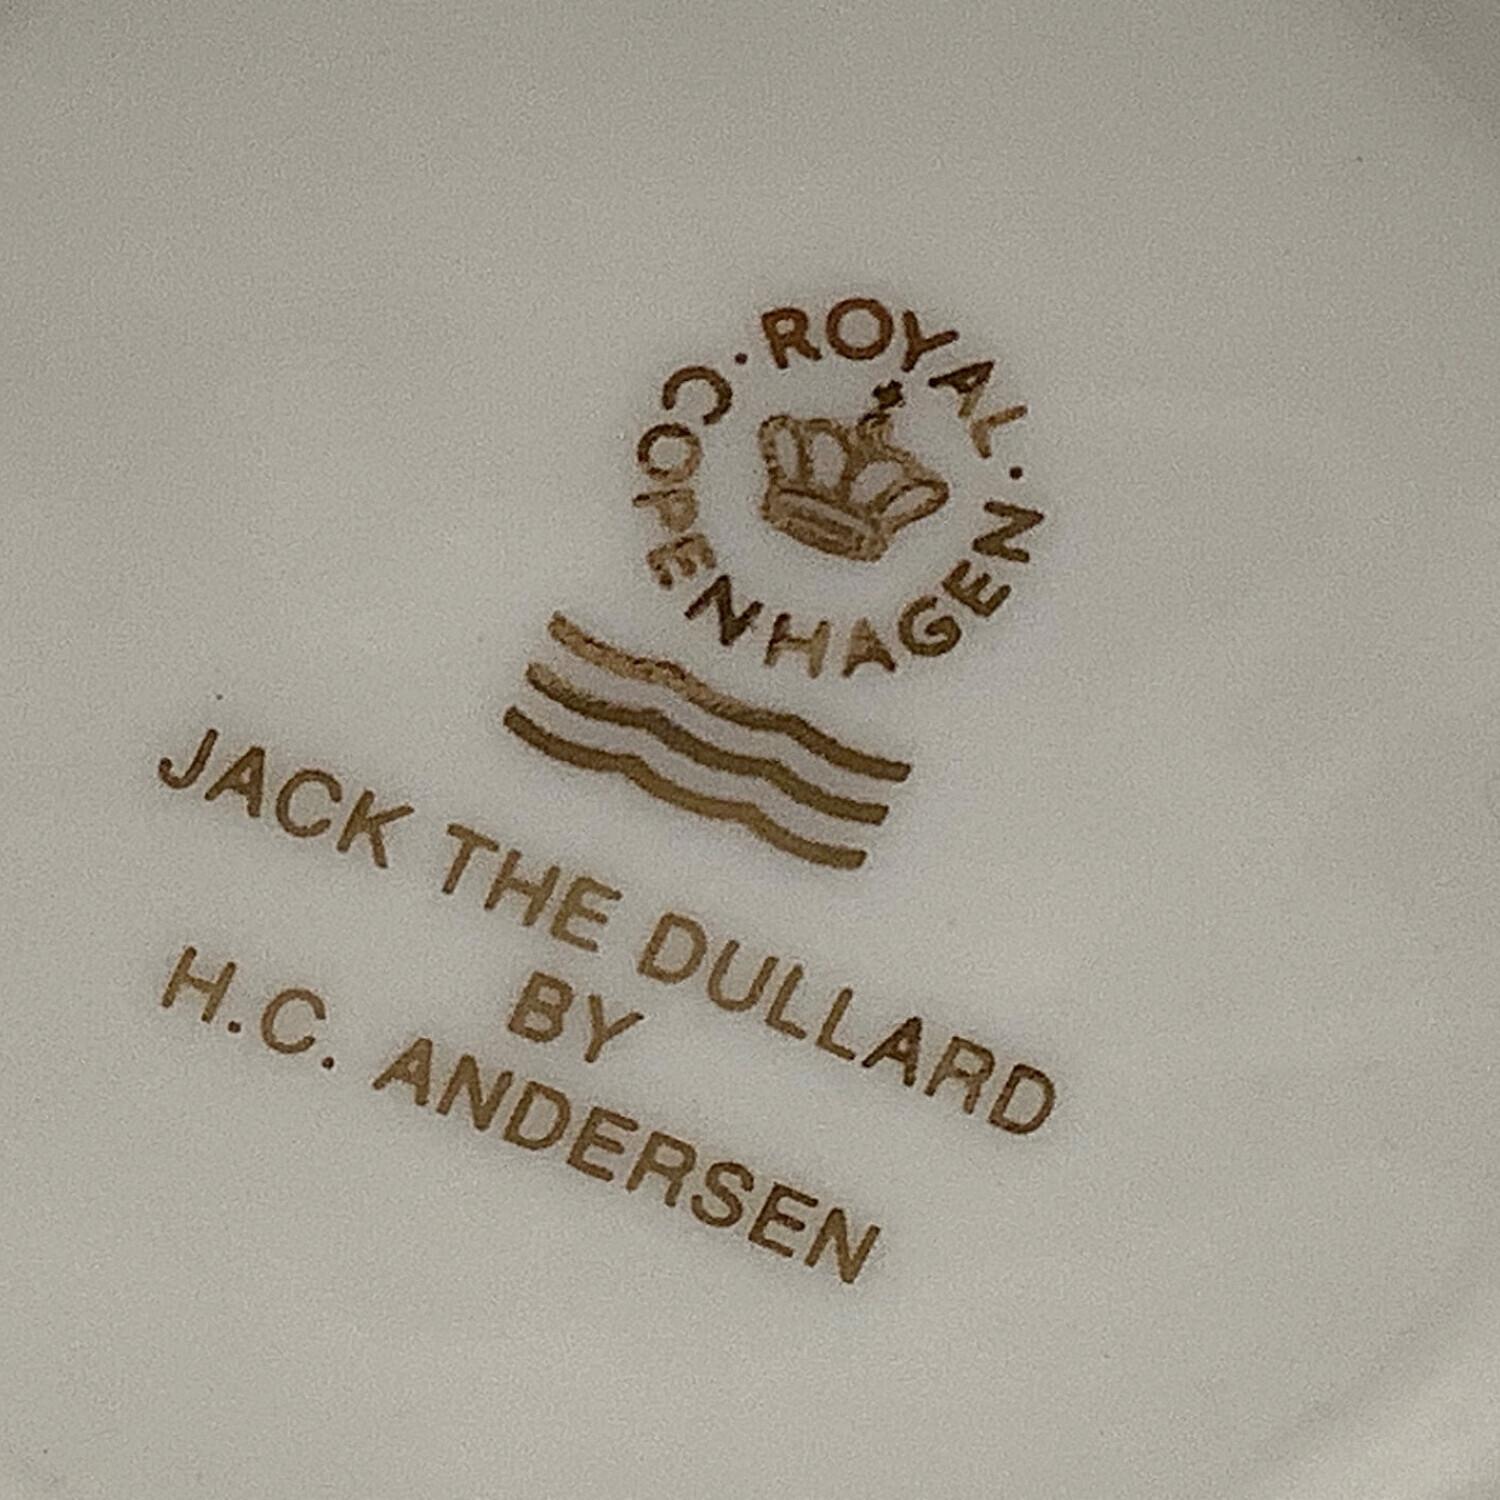 ROYAL · COPENHAGEN ·
JACK THE DULLARD
BY
H.C. ANDERSEN